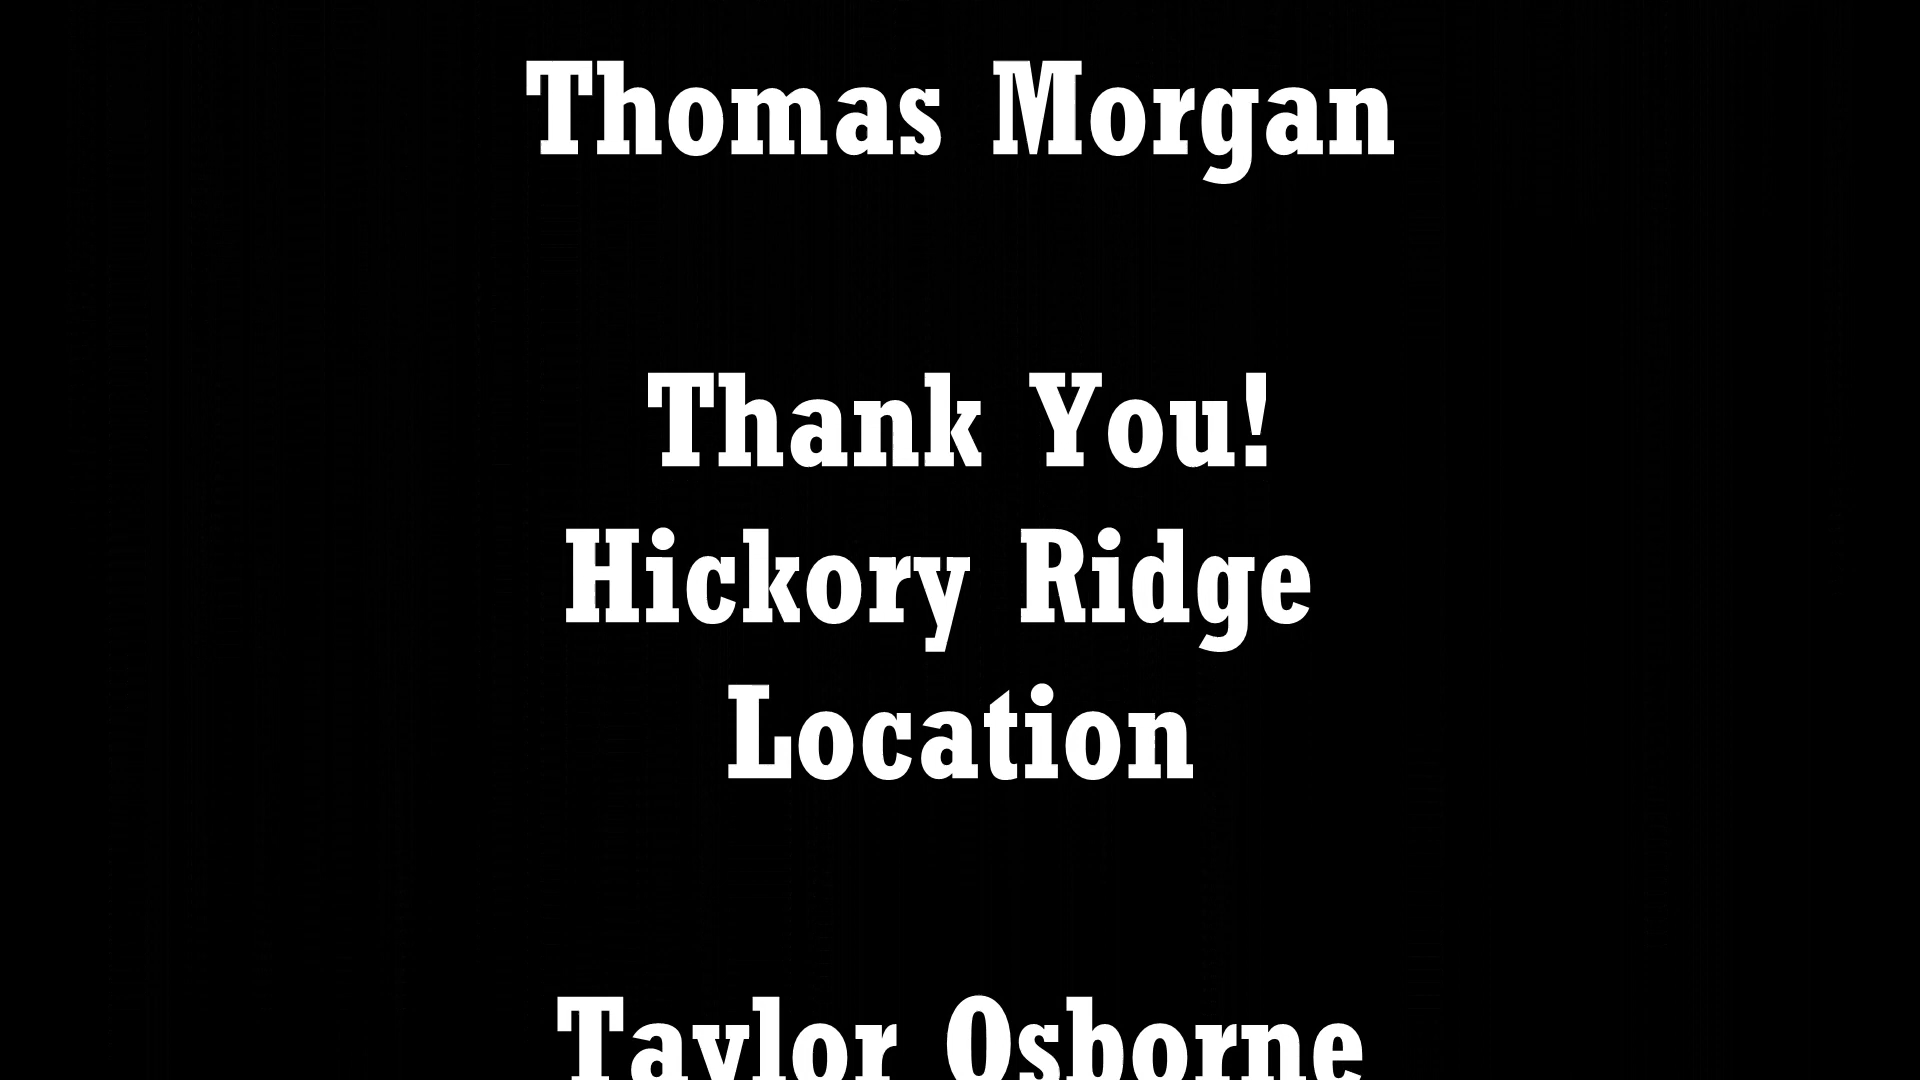 Thomas Morgan
Thank You!
Hickory Ridge
Location
Taylor Osborne